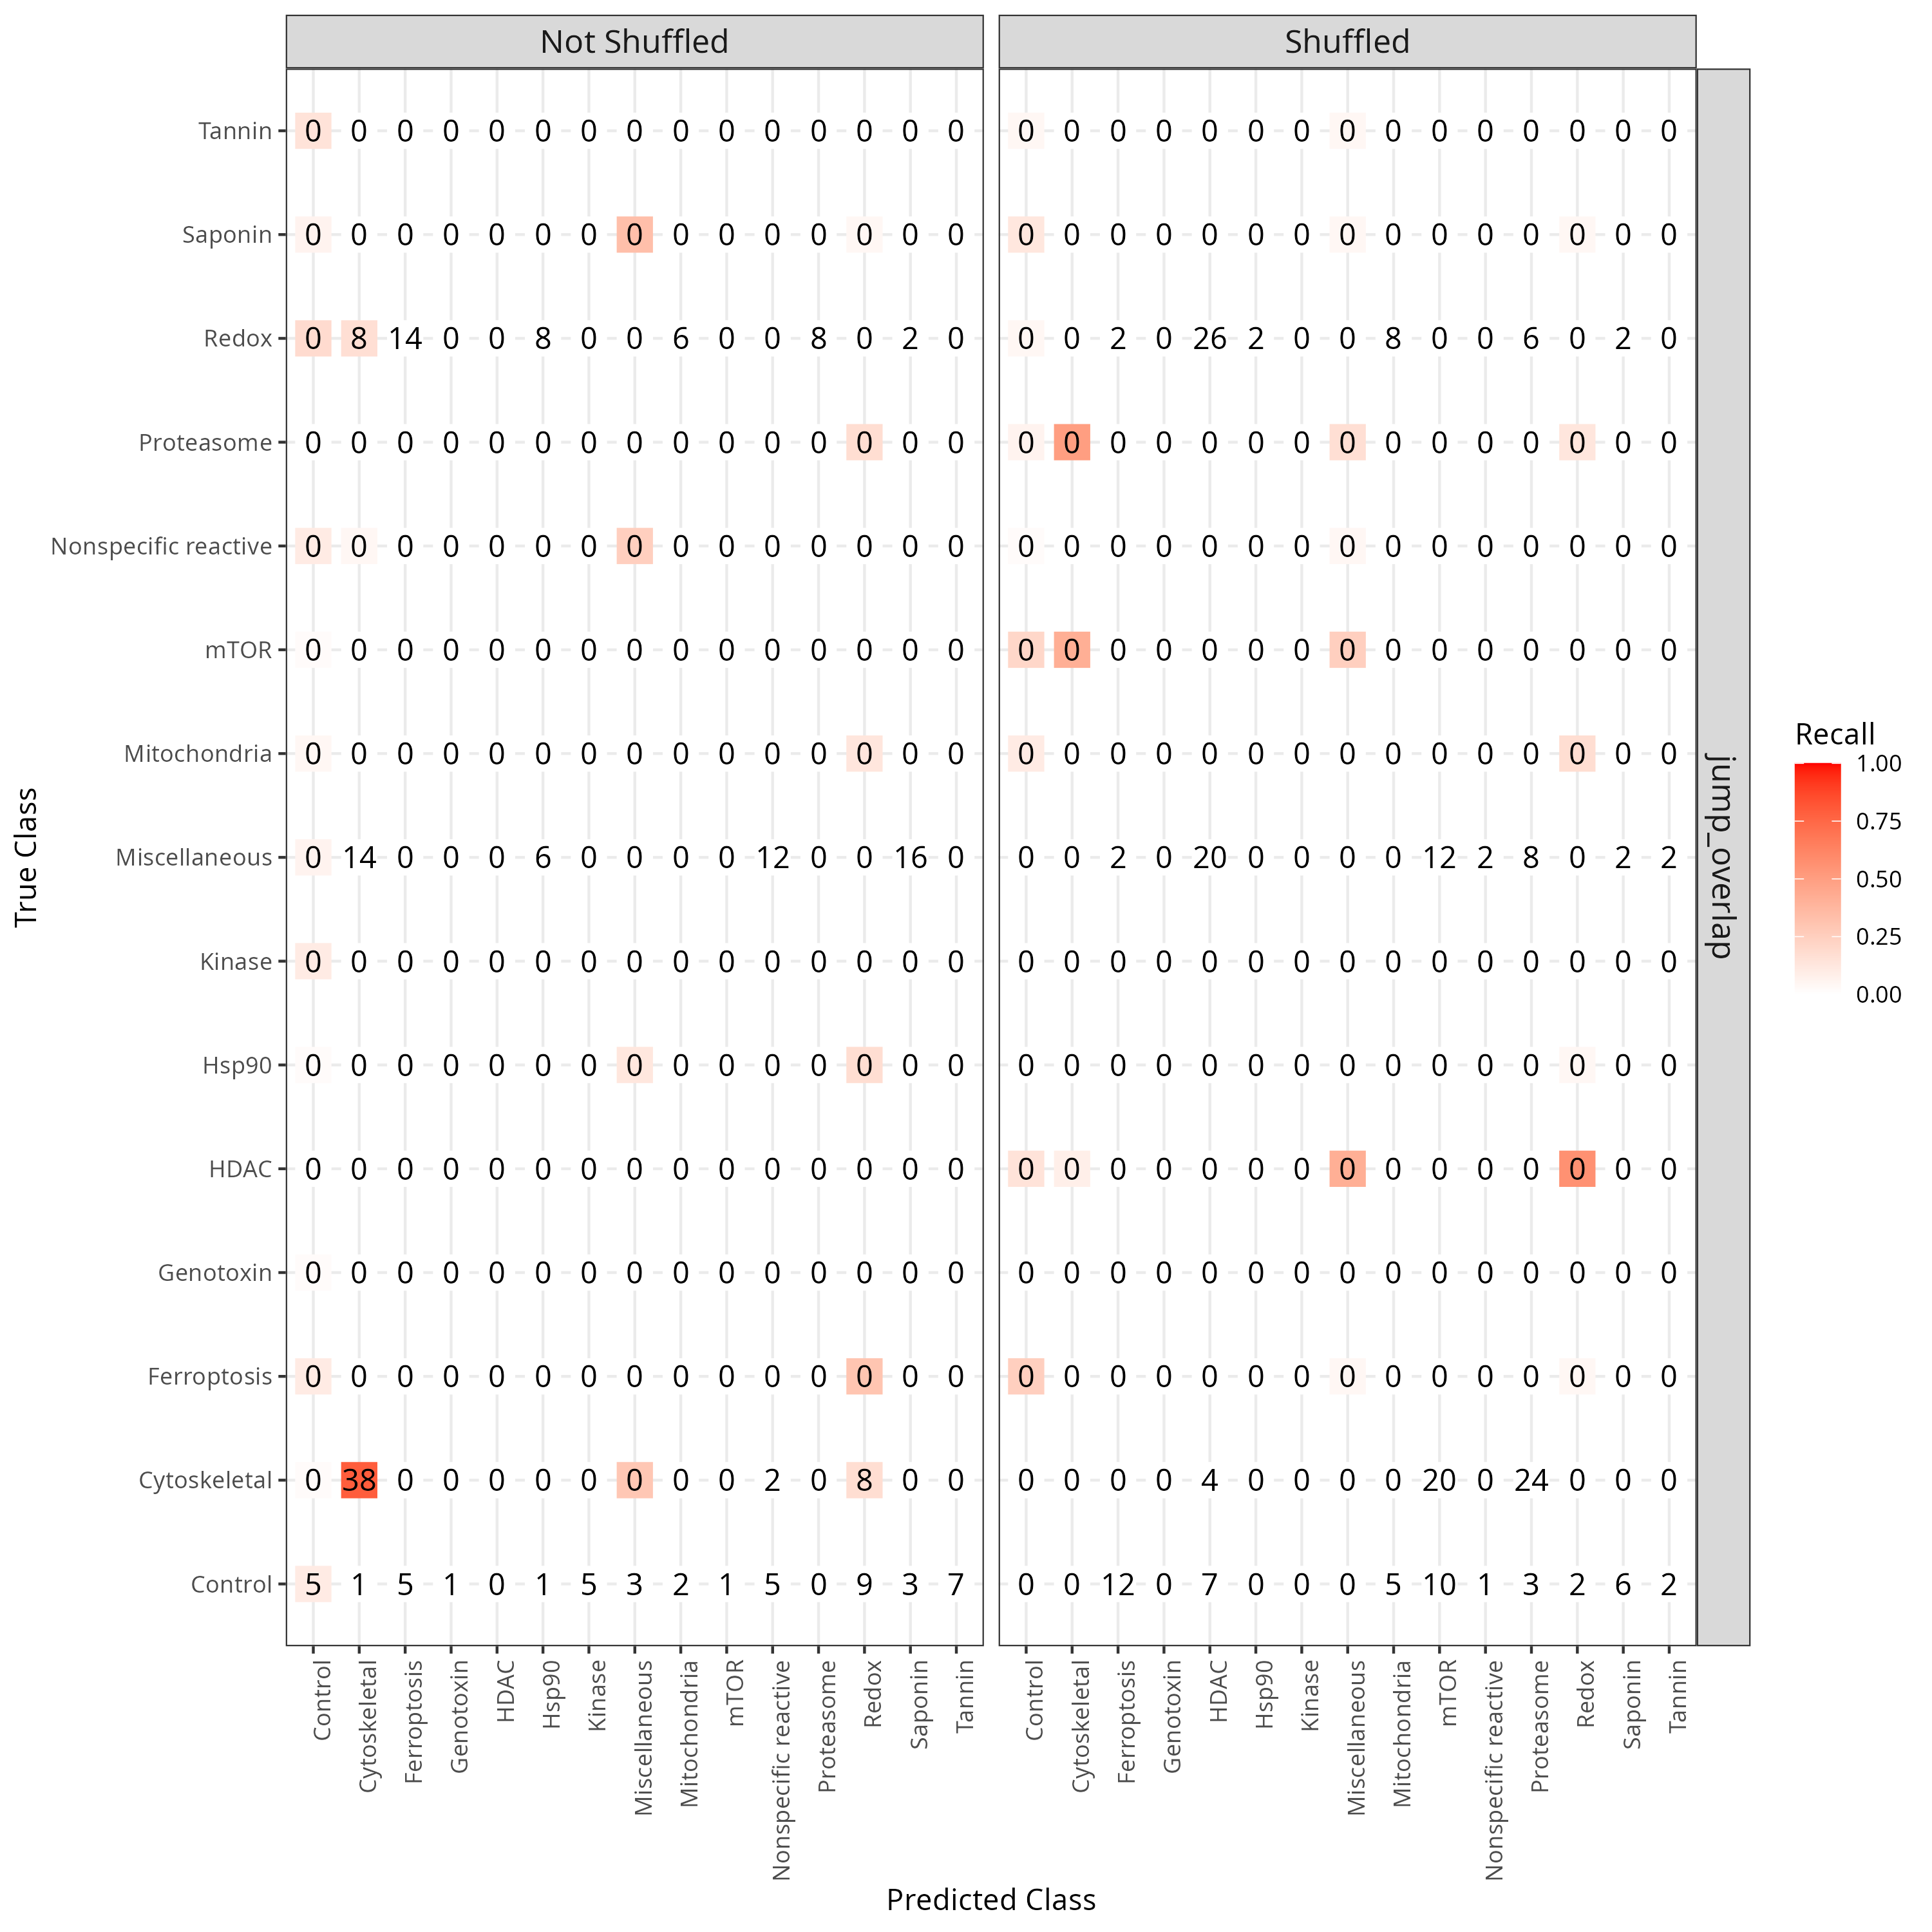 Not Shuffled Shuffled
Tannin 0 0 0 0 0 0 0 0 0 0 0 0 0 0 0 0 0 0 0 0 0 0 0 0 0 0 0 0 0 0
Saponin 0 0 0 0 0 0 0 0 0 0 0 0 0 0 0 0 0 0 0 0 0 0 0 0 0 0 0 0 0 0
Redox 0 8 14 0 0 8 0 0 6 0 0 8 0 2 0 0 0 2 0 26 2 0 0 8 0 0 6 0 2 0
Proteasome 0 0 0 0 0 0 0 0 0 0 0 0 0 0 0 0 0 0 0 0 0 0 0 0 0 0 0 0 0 0
Nonspecific reactive 0 0 0 0 0 0 0 0 0 0 0 0 0 0 0 0 0 0 0 0 0 0 0 0 0 0 0 0 0 0
mTOR 0 0 0 0 0 0 0 0 0 0 0 0 0 0 0 0 0 0 0 0 0 0 0 0 0 0 0 0 0 0
Mitochondria 0 0 0 0 0 0 0 0 0 0 0 0 0 0 0 0 0 0 0 0 0 0 0 0 0 0 0 0 0 0
Miscellaneous 0 14 0 0 0 6 0 0 0 0 12 0 0 16 0 0 0 2 0 20 0 0 0 0 12 2 8 0 2 2
Kinase 0 0 0 0 0 0 0 0 0 0 0 0 0 0 0 0 0 0 0 0 0 0 0 0 0 0 0 0 0 0
Hsp90 0 0 0 0 0 0 0 0 0 0 0 0 0 0 0 0 0 0 0 0 0 0 0 0 0 0 0 0 0 0
HDAC 0 0 0 0 0 0 0 0 0 0 0 0 0 0 0 0 0 0 0 0 0 0 0 0 0 0 0 0 0 0
Genotoxin 0 0 0 0 0 0 0 0 0 0 0 0 0 0 0 0 0 0 0 0 0 0 0 0 0 0 0 0 0 0
Ferroptosis 0 0 0 0 0 0 0 0 0 0 0 0 0 0 0 0 0 0 0 0 0 0 0 0 0 0 0 0 0 0
Cytoskeletal 0 38 0 0 0 0 0 0 0 0 2 0 8 0 0 0 0 0 0 4 0 0 0 0 20 0 24 0 0 0
Control 5 1 5 1 0 1 5 3 2 1 5 0 9 3 7 0 0 12 0 7 0 0 0 5 10 1 3 2 6 2
Control Cytoskeletal Ferroptosis Genotoxin HDAC Hsp90 Kinase Miscellaneous Mitochondria mTOR Nonspecific reactive Proteasome Redox Saponin Tannin Control Cytoskeletal Ferroptosis Genotoxin HDAC Hsp90 Kinase Miscellaneous Mitochondria mTOR Nonspecific reactive Proteasome Redox Saponin Tannin
Predicted Class
True Class
jump_overlap
Recall
1.00
0.75
0.50
0.25
0.00